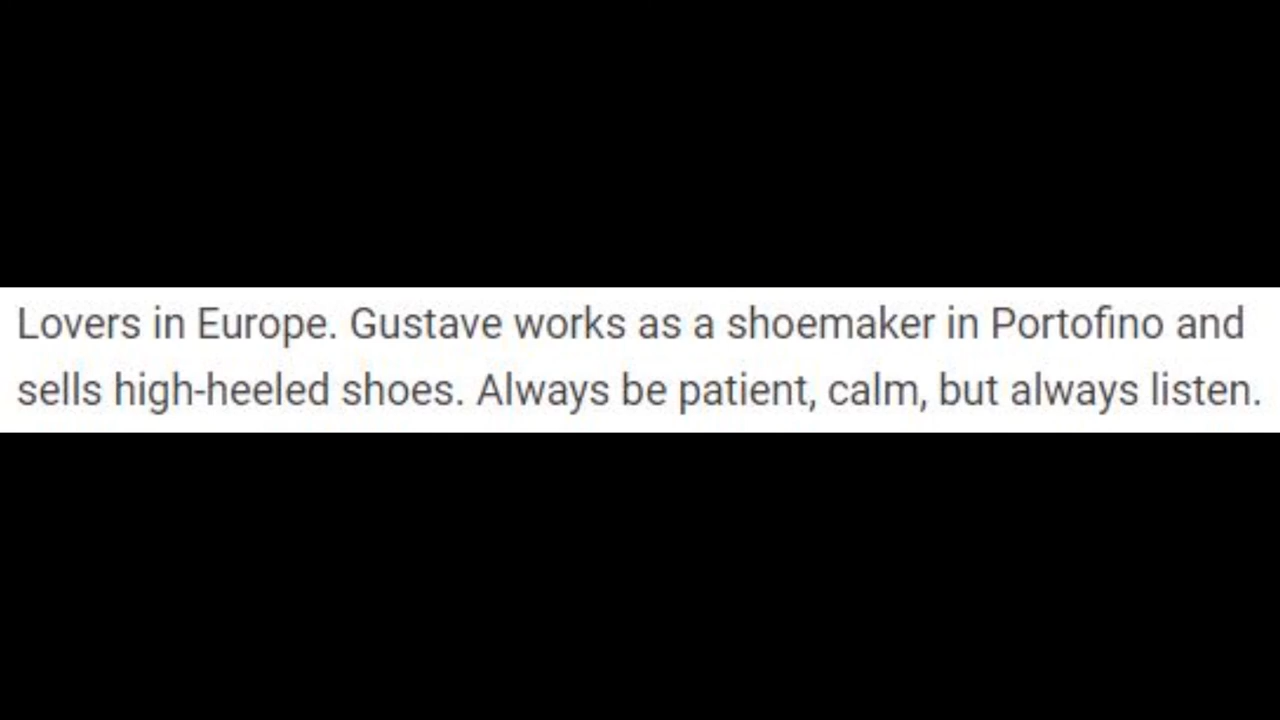 Lovers in Europe. Gustave works as a shoemaker in Portofino and
sells high-heeled shoes. Always be patient, calm, but always listen.